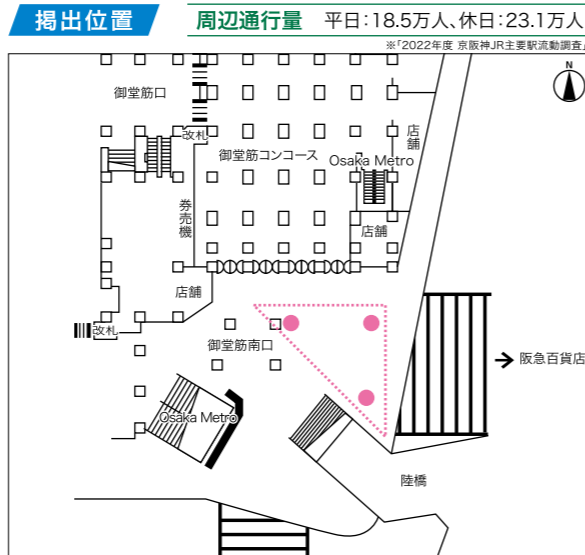 掲出位置
周辺通行量 平日:18.5万人、休日:23.1万人
※「2022年度 京阪神JR主要駅流動調査」
N
御堂筋口
改札
御堂筋コンコース
店舗
Osaka Metro
券売機
店舗
店舗
改札
御堂筋南口
阪急百貨店
Osaka Metro
陸橋